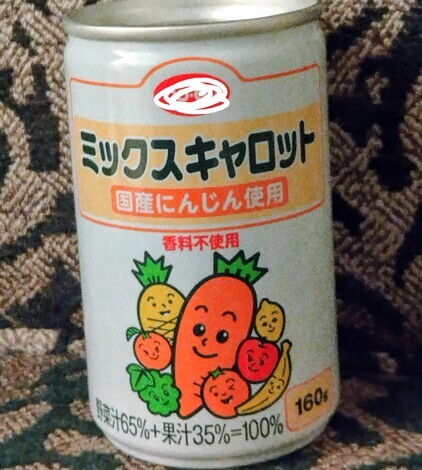 ミックスキャロット
国産にんじん使用
香料不使用
野菜汁65%+果汁35%=100%
160g